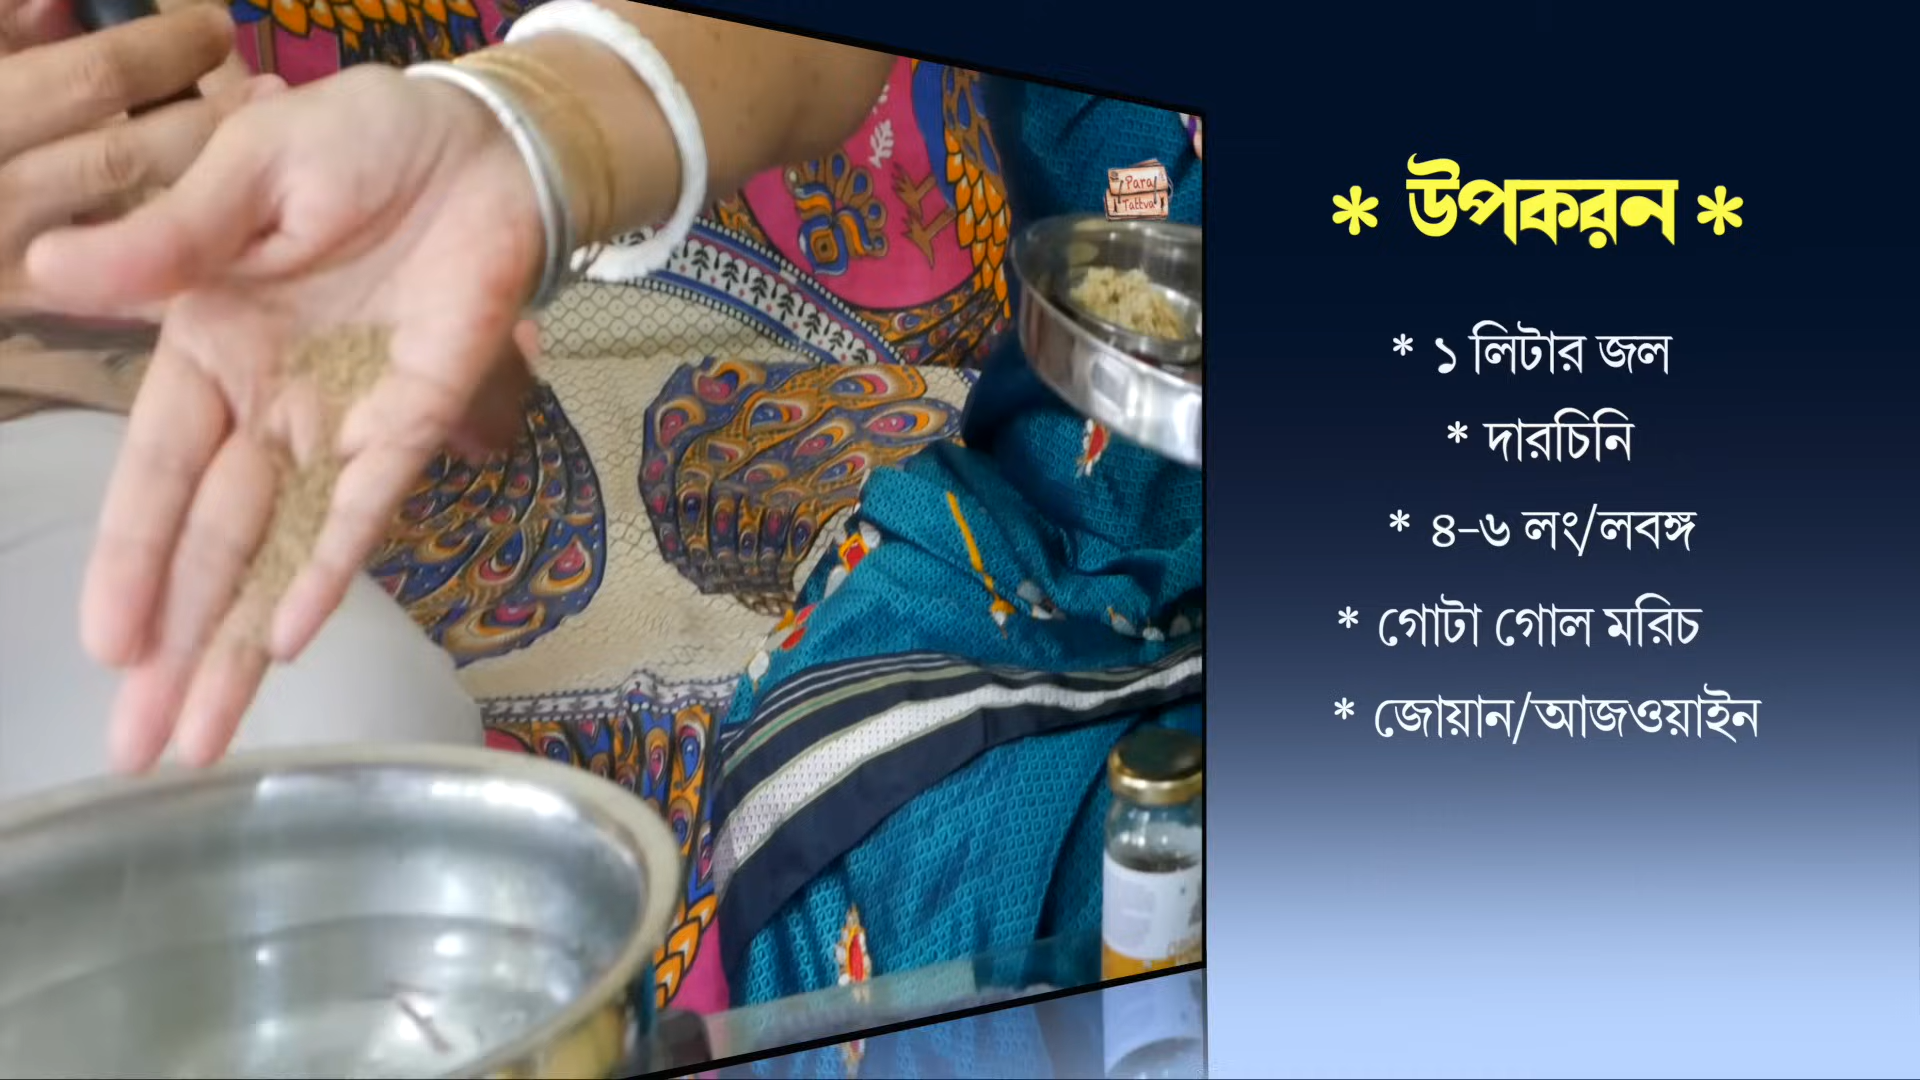 * উপকরন *
* ১ লিটার জল
* দারচিনি
* ৪-৬ লং/লবঙ্গ
* গোটা গোল মরিচ
* জোয়ান/আজওয়াইন
Para
Tattva